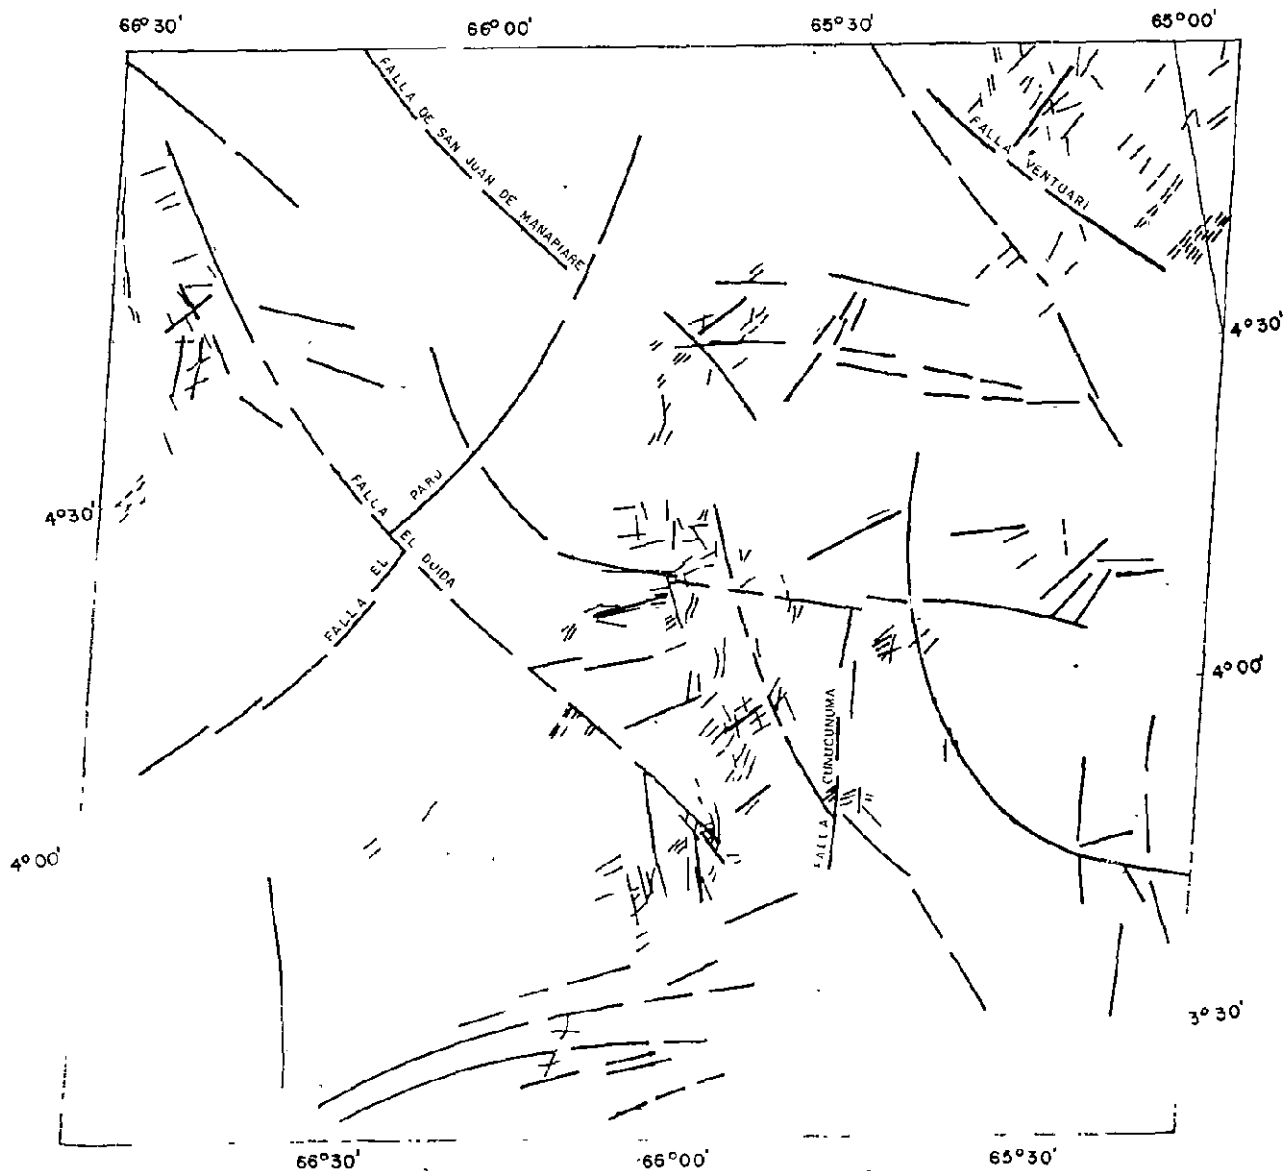 66° 30'
66° 00'
65° 30'
65° 00'
FALLA DE SAN JUAN DE MANAPIARE
FALLA VENTUARI
4° 30'
4° 30'
FALLA EL DUIDA
FALLA EL PARU
4° 00'
FALLA CUNUCUNUMA
4° 00'
3° 30'
66° 30'
66° 00'
65° 30'